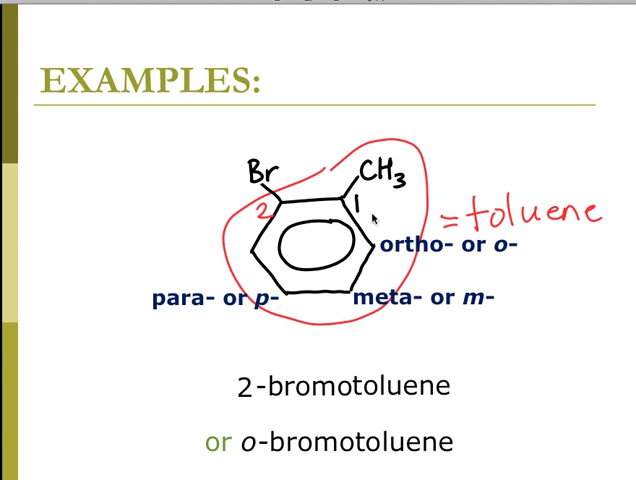 EXAMPLES:
Br
CH3
2
1
= toluene
ortho- or o-
para- or p-
meta- or m-
2-bromotoluene
or o-bromotoluene